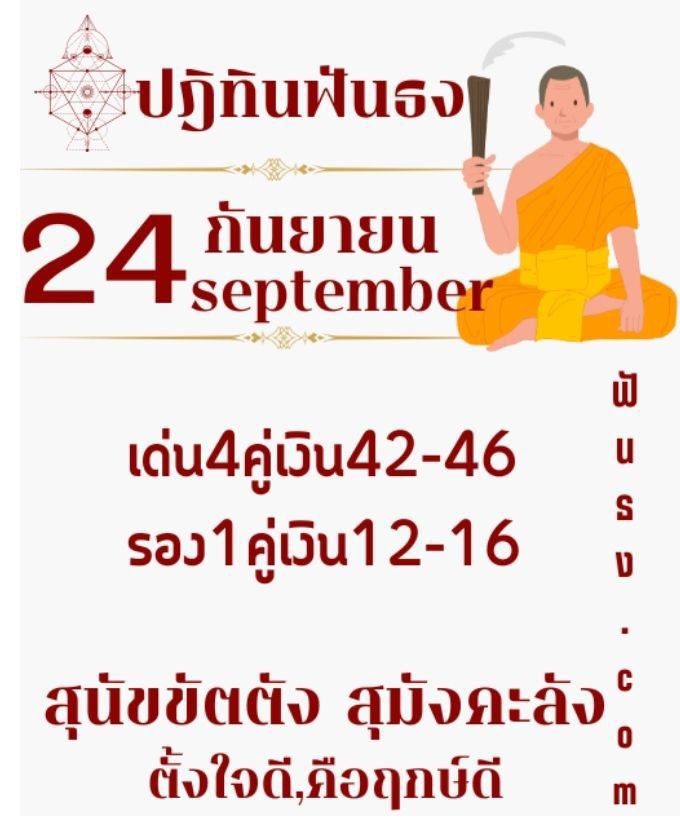 ปฏิทินฟันธง
24
กันยายน
september
เด่น4คู่เงิน42-46
รอง1คู่เงิน12-16
สุนัขขัตตัง สุมังคะลัง
ตั้งใจดี,คือฤกษ์ดี
ฟันธง.com